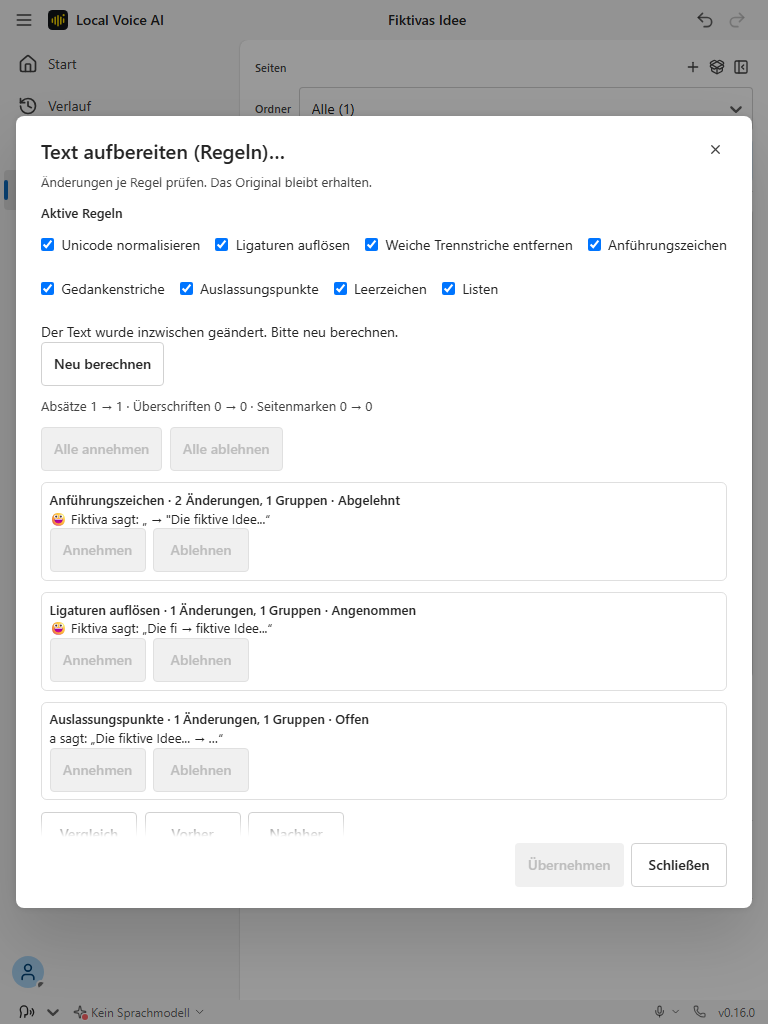 Local Voice AI
Fiktivas Idee
Start
Seiten
Verlauf
Ordner
Alle (1)
Text aufbereiten (Regeln)...
Änderungen je Regel prüfen. Das Original bleibt erhalten.
Aktive Regeln
Unicode normalisieren Ligaturen auflösen Weiche Trennstriche entfernen Anführungszeichen
Gedankenstriche Auslassungspunkte Leerzeichen Listen
Der Text wurde inzwischen geändert. Bitte neu berechnen.
Neu berechnen
Absätze 1 → 1 · Überschriften 0 → 0 · Seitenmarken 0 → 0
Alle annehmen Alle ablehnen
Anführungszeichen · 2 Änderungen, 1 Gruppen · Abgelehnt
😀 Fiktiva sagt: „ → "Die fiktive Idee...“
Annehmen Ablehnen
Ligaturen auflösen · 1 Änderungen, 1 Gruppen · Angenommen
😀 Fiktiva sagt: „Die fi → fiktive Idee...“
Annehmen Ablehnen
Auslassungspunkte · 1 Änderungen, 1 Gruppen · Offen
a sagt: „Die fiktive Idee... → …“
Annehmen Ablehnen
Vergleich Vorher Nachher
Übernehmen Schließen
Kein Sprachmodell
v0.16.0